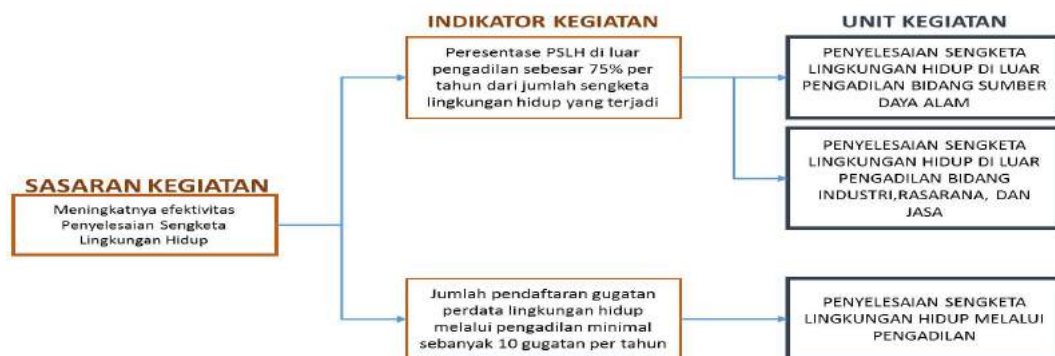 SASARAN KEGIATAN
Meningkatnya efektivitas
Penyelesaian Sengketa
Lingkungan Hidup
INDIKATOR KEGIATAN
Peresentase PSLH di luar
pengadilan sebesar 75% per
tahun dari jumlah sengketa
lingkungan hidup yang terjadi
Jumlah pendaftaran gugatan
perdata lingkungan hidup
melalui pengadilan minimal
sebanyak 10 gugatan per tahun
UNIT KEGIATAN
PENYELESAIAN SENGKETA
LINGKUNGAN HIDUP DI LUAR
PENGADILAN BIDANG SUMBER
DAYA ALAM
PENYELESAIAN SENGKETA
LINGKUNGAN HIDUP DI LUAR
PENGADILAN BIDANG
INDUSTRI,RASARANA, DAN
JASA
PENYELESAIAN SENGKETA
LINGKUNGAN HIDUP MELALUI
PENGADILAN